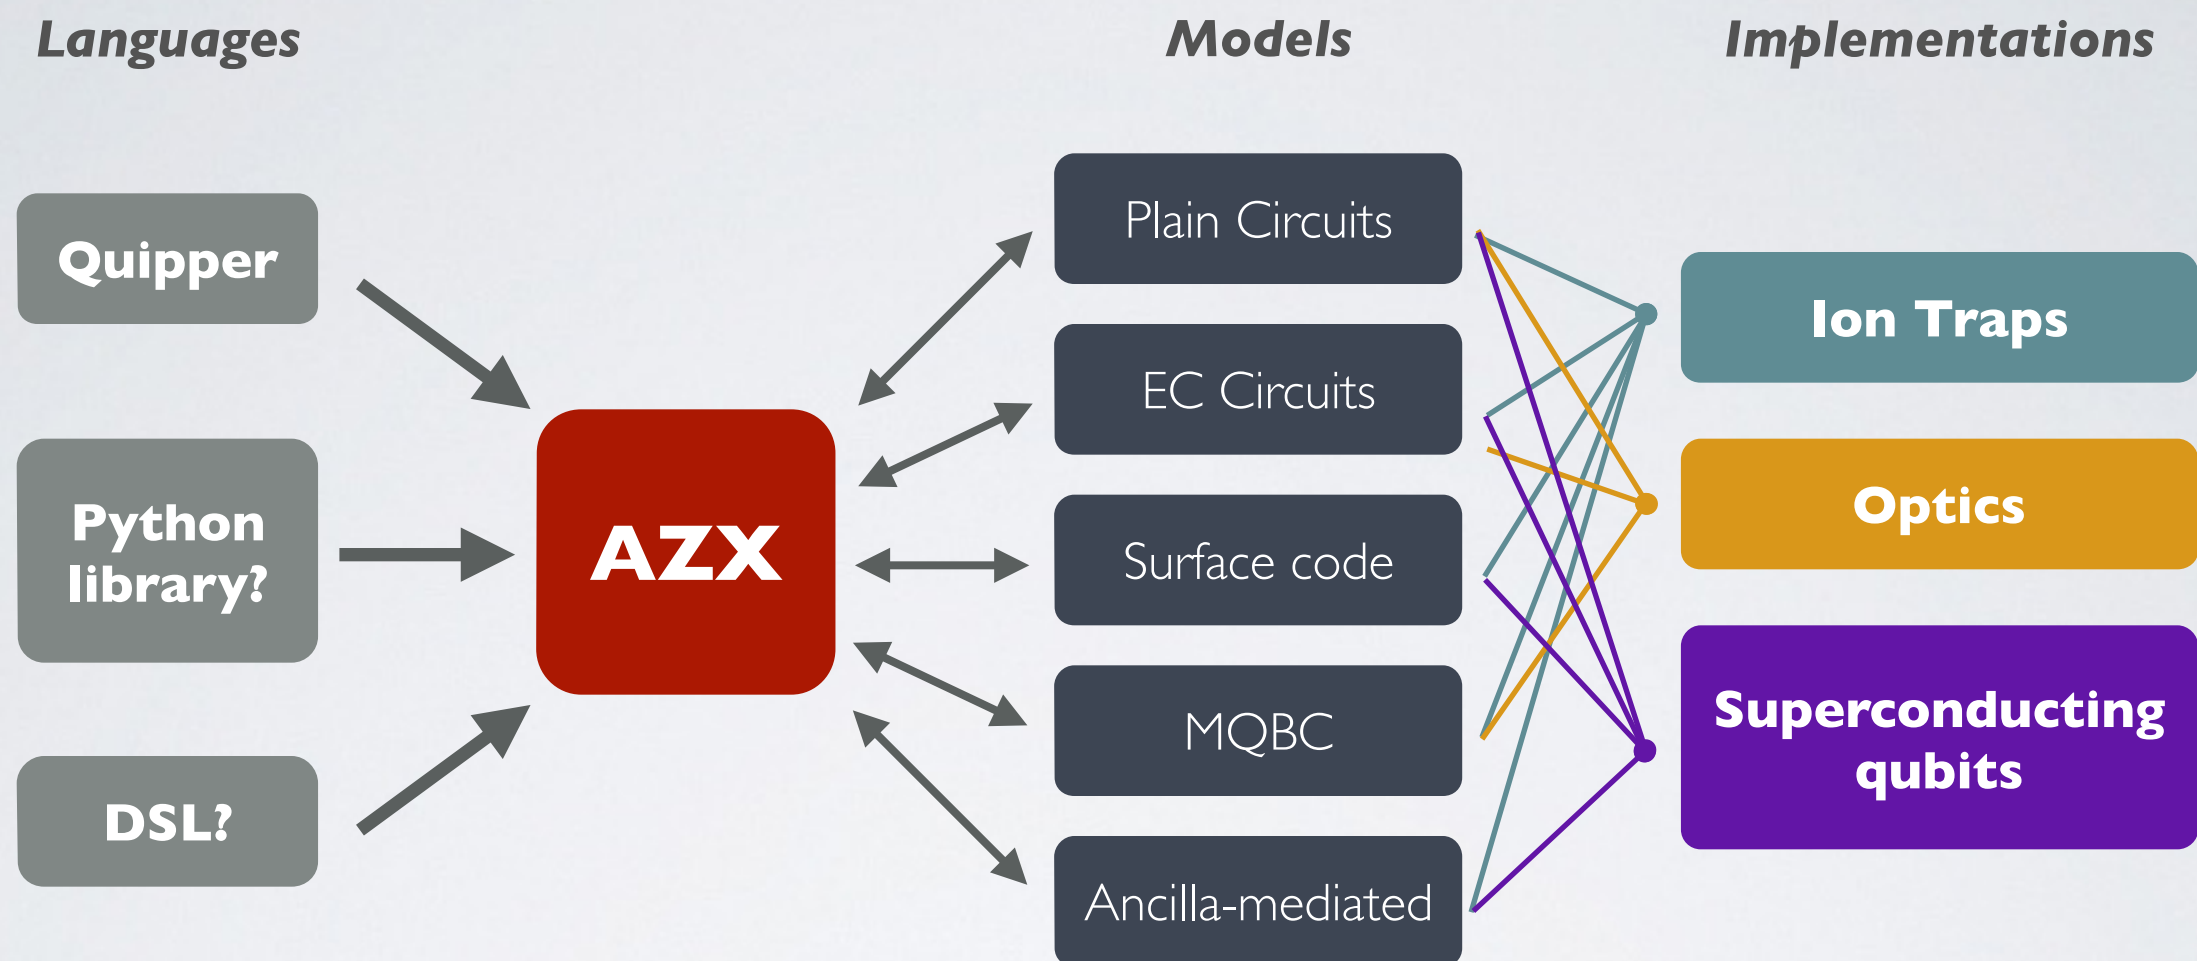 Languages
Models
Implementations
Quipper
Python
library?
DSL?
AZX
Plain Circuits
EC Circuits
Surface code
MQBC
Ancilla-mediated
Ion Traps
Optics
Superconducting
qubits